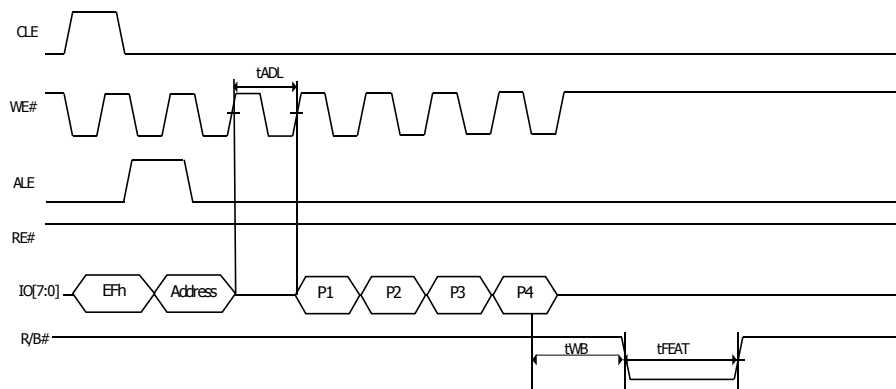 CLE
tADL
WE#
ALE
RE#
IO[7:0] EFh Address P1 P2 P3 P4
R/B# tWB tFEAT